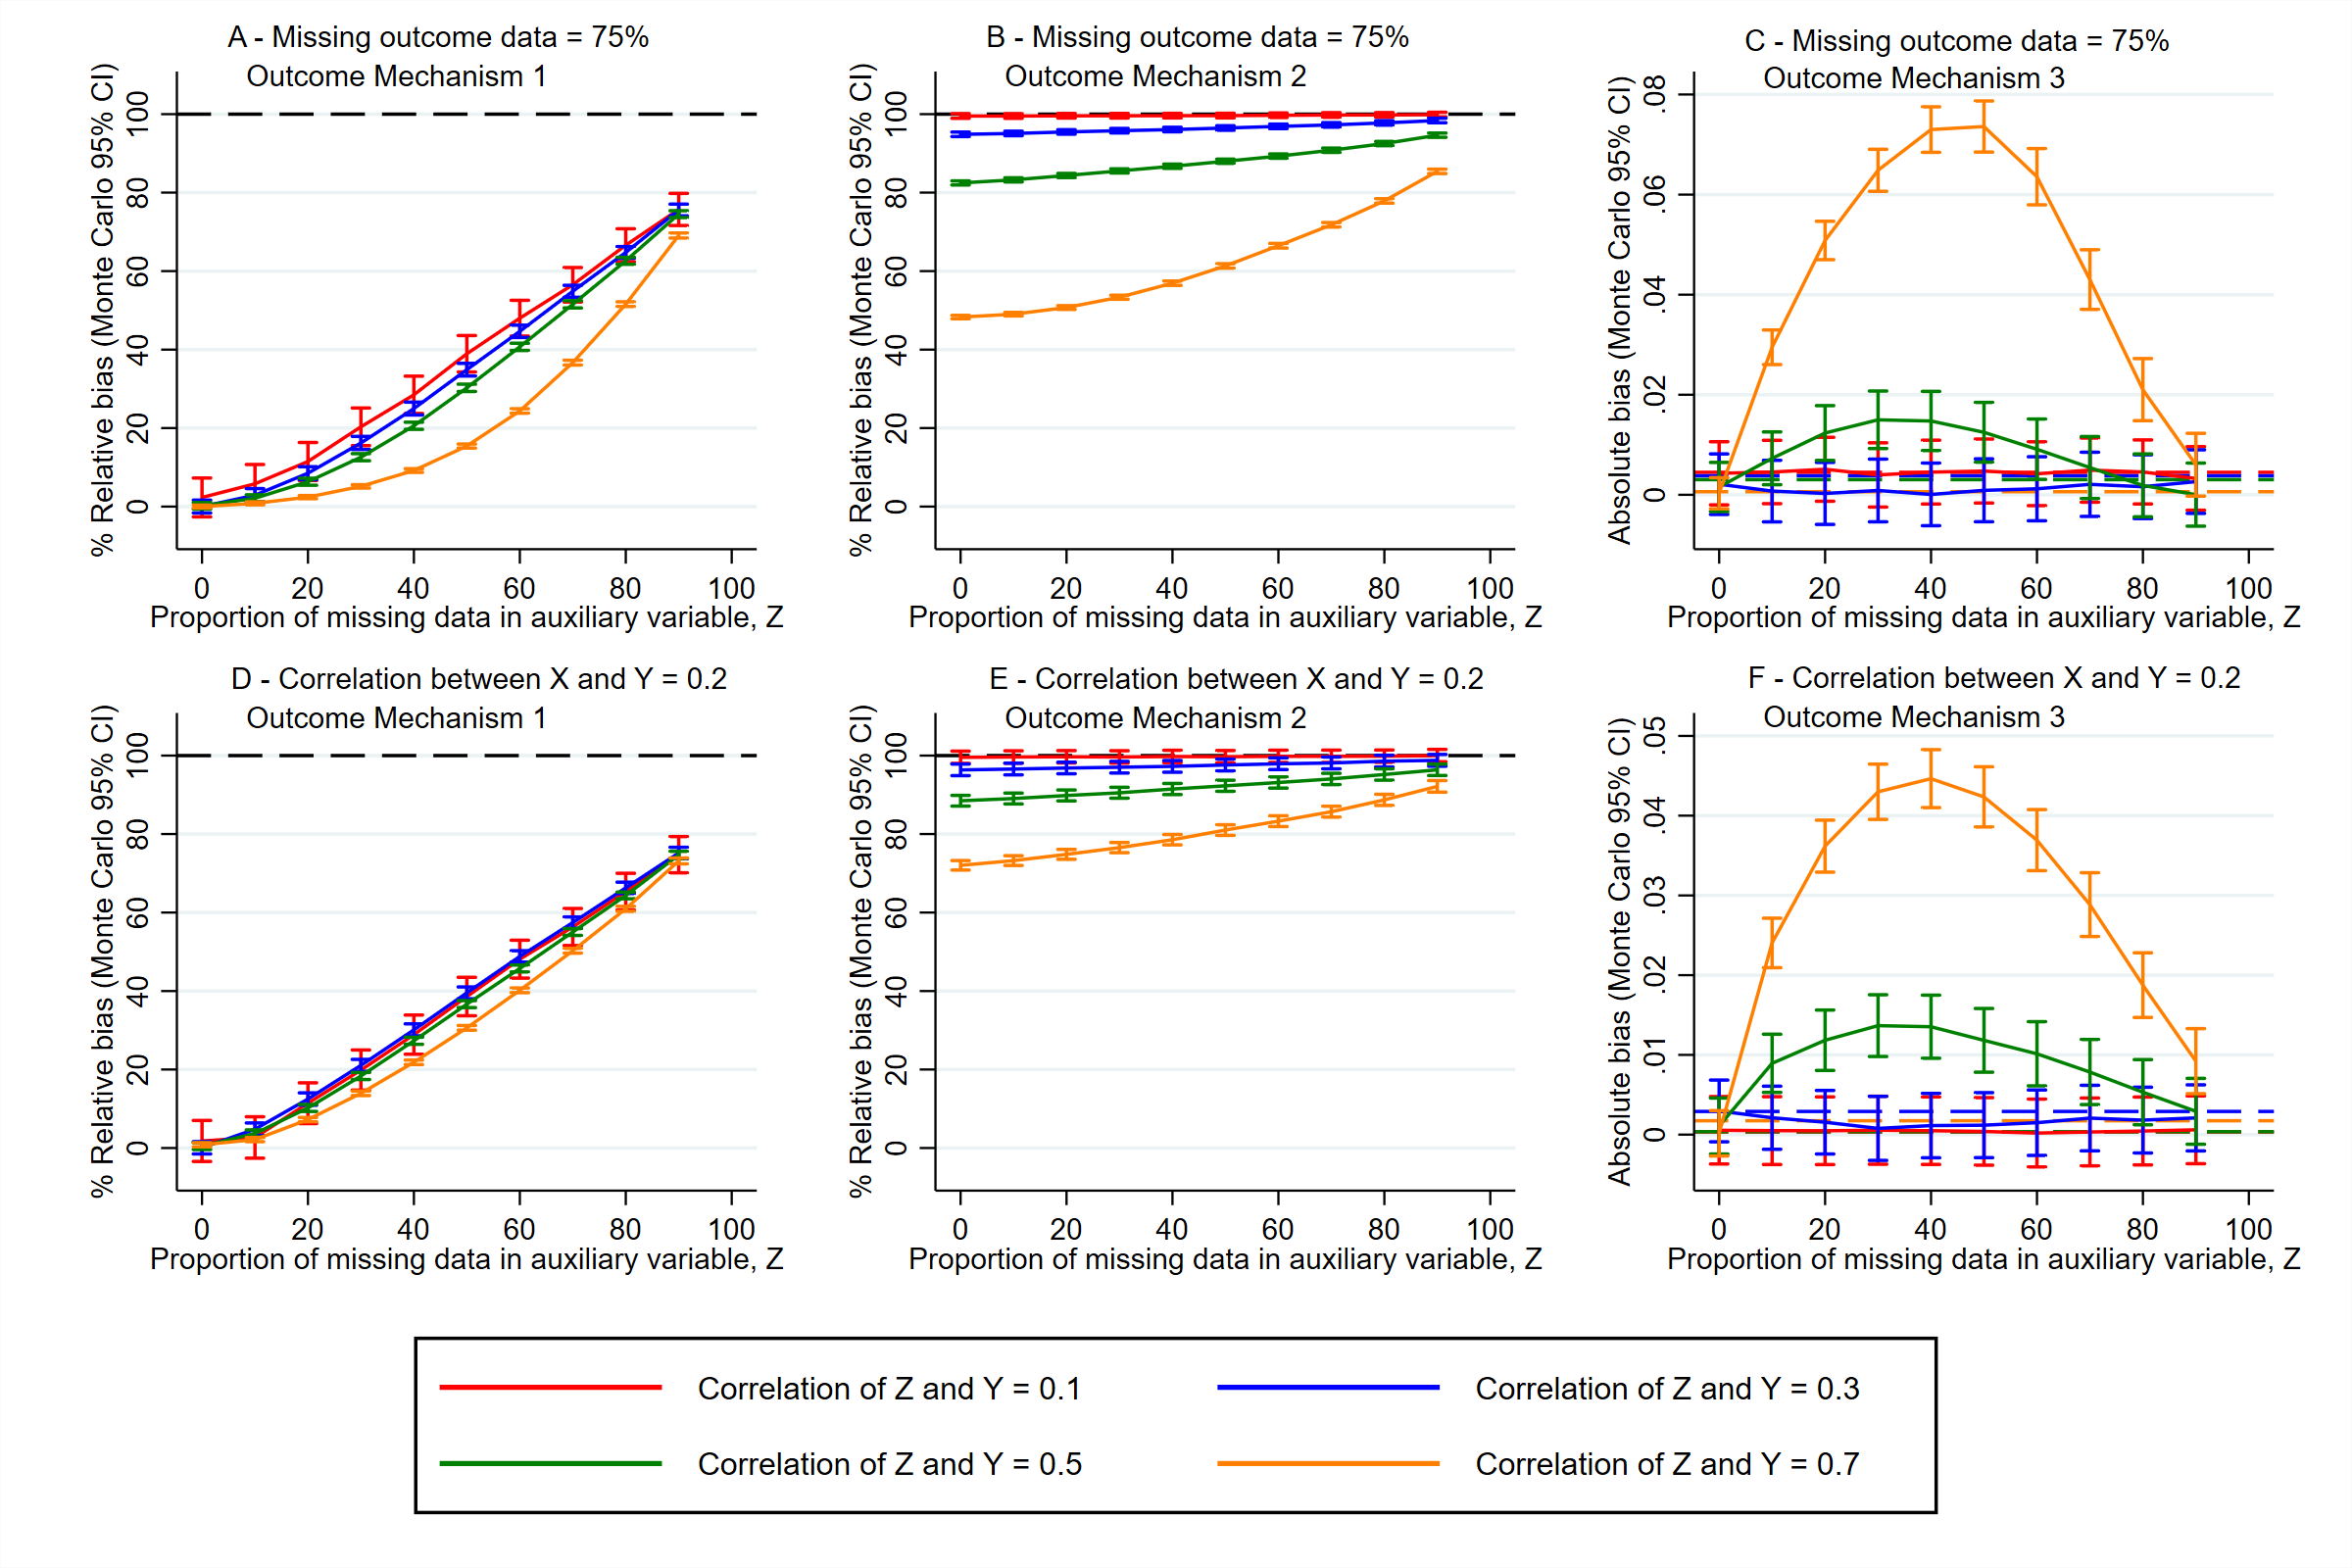 A - Missing outcome data = 75%
Outcome Mechanism 1
% Relative bias (Monte Carlo 95% CI)
100
80
60
40
20
0
0 20 40 60 80 100
Proportion of missing data in auxiliary variable, Z
B - Missing outcome data = 75%
Outcome Mechanism 2
% Relative bias (Monte Carlo 95% CI)
100
80
60
40
20
0
0 20 40 60 80 100
Proportion of missing data in auxiliary variable, Z
C - Missing outcome data = 75%
Outcome Mechanism 3
Absolute bias (Monte Carlo 95% CI)
.08
.06
.04
.02
0
0 20 40 60 80 100
Proportion of missing data in auxiliary variable, Z
D - Correlation between X and Y = 0.2
Outcome Mechanism 1
% Relative bias (Monte Carlo 95% CI)
100
80
60
40
20
0
0 20 40 60 80 100
Proportion of missing data in auxiliary variable, Z
E - Correlation between X and Y = 0.2
Outcome Mechanism 2
% Relative bias (Monte Carlo 95% CI)
100
80
60
40
20
0
0 20 40 60 80 100
Proportion of missing data in auxiliary variable, Z
F - Correlation between X and Y = 0.2
Outcome Mechanism 3
Absolute bias (Monte Carlo 95% CI)
.05
.04
.03
.02
.01
0
0 20 40 60 80 100
Proportion of missing data in auxiliary variable, Z
Correlation of Z and Y = 0.1
Correlation of Z and Y = 0.3
Correlation of Z and Y = 0.5
Correlation of Z and Y = 0.7